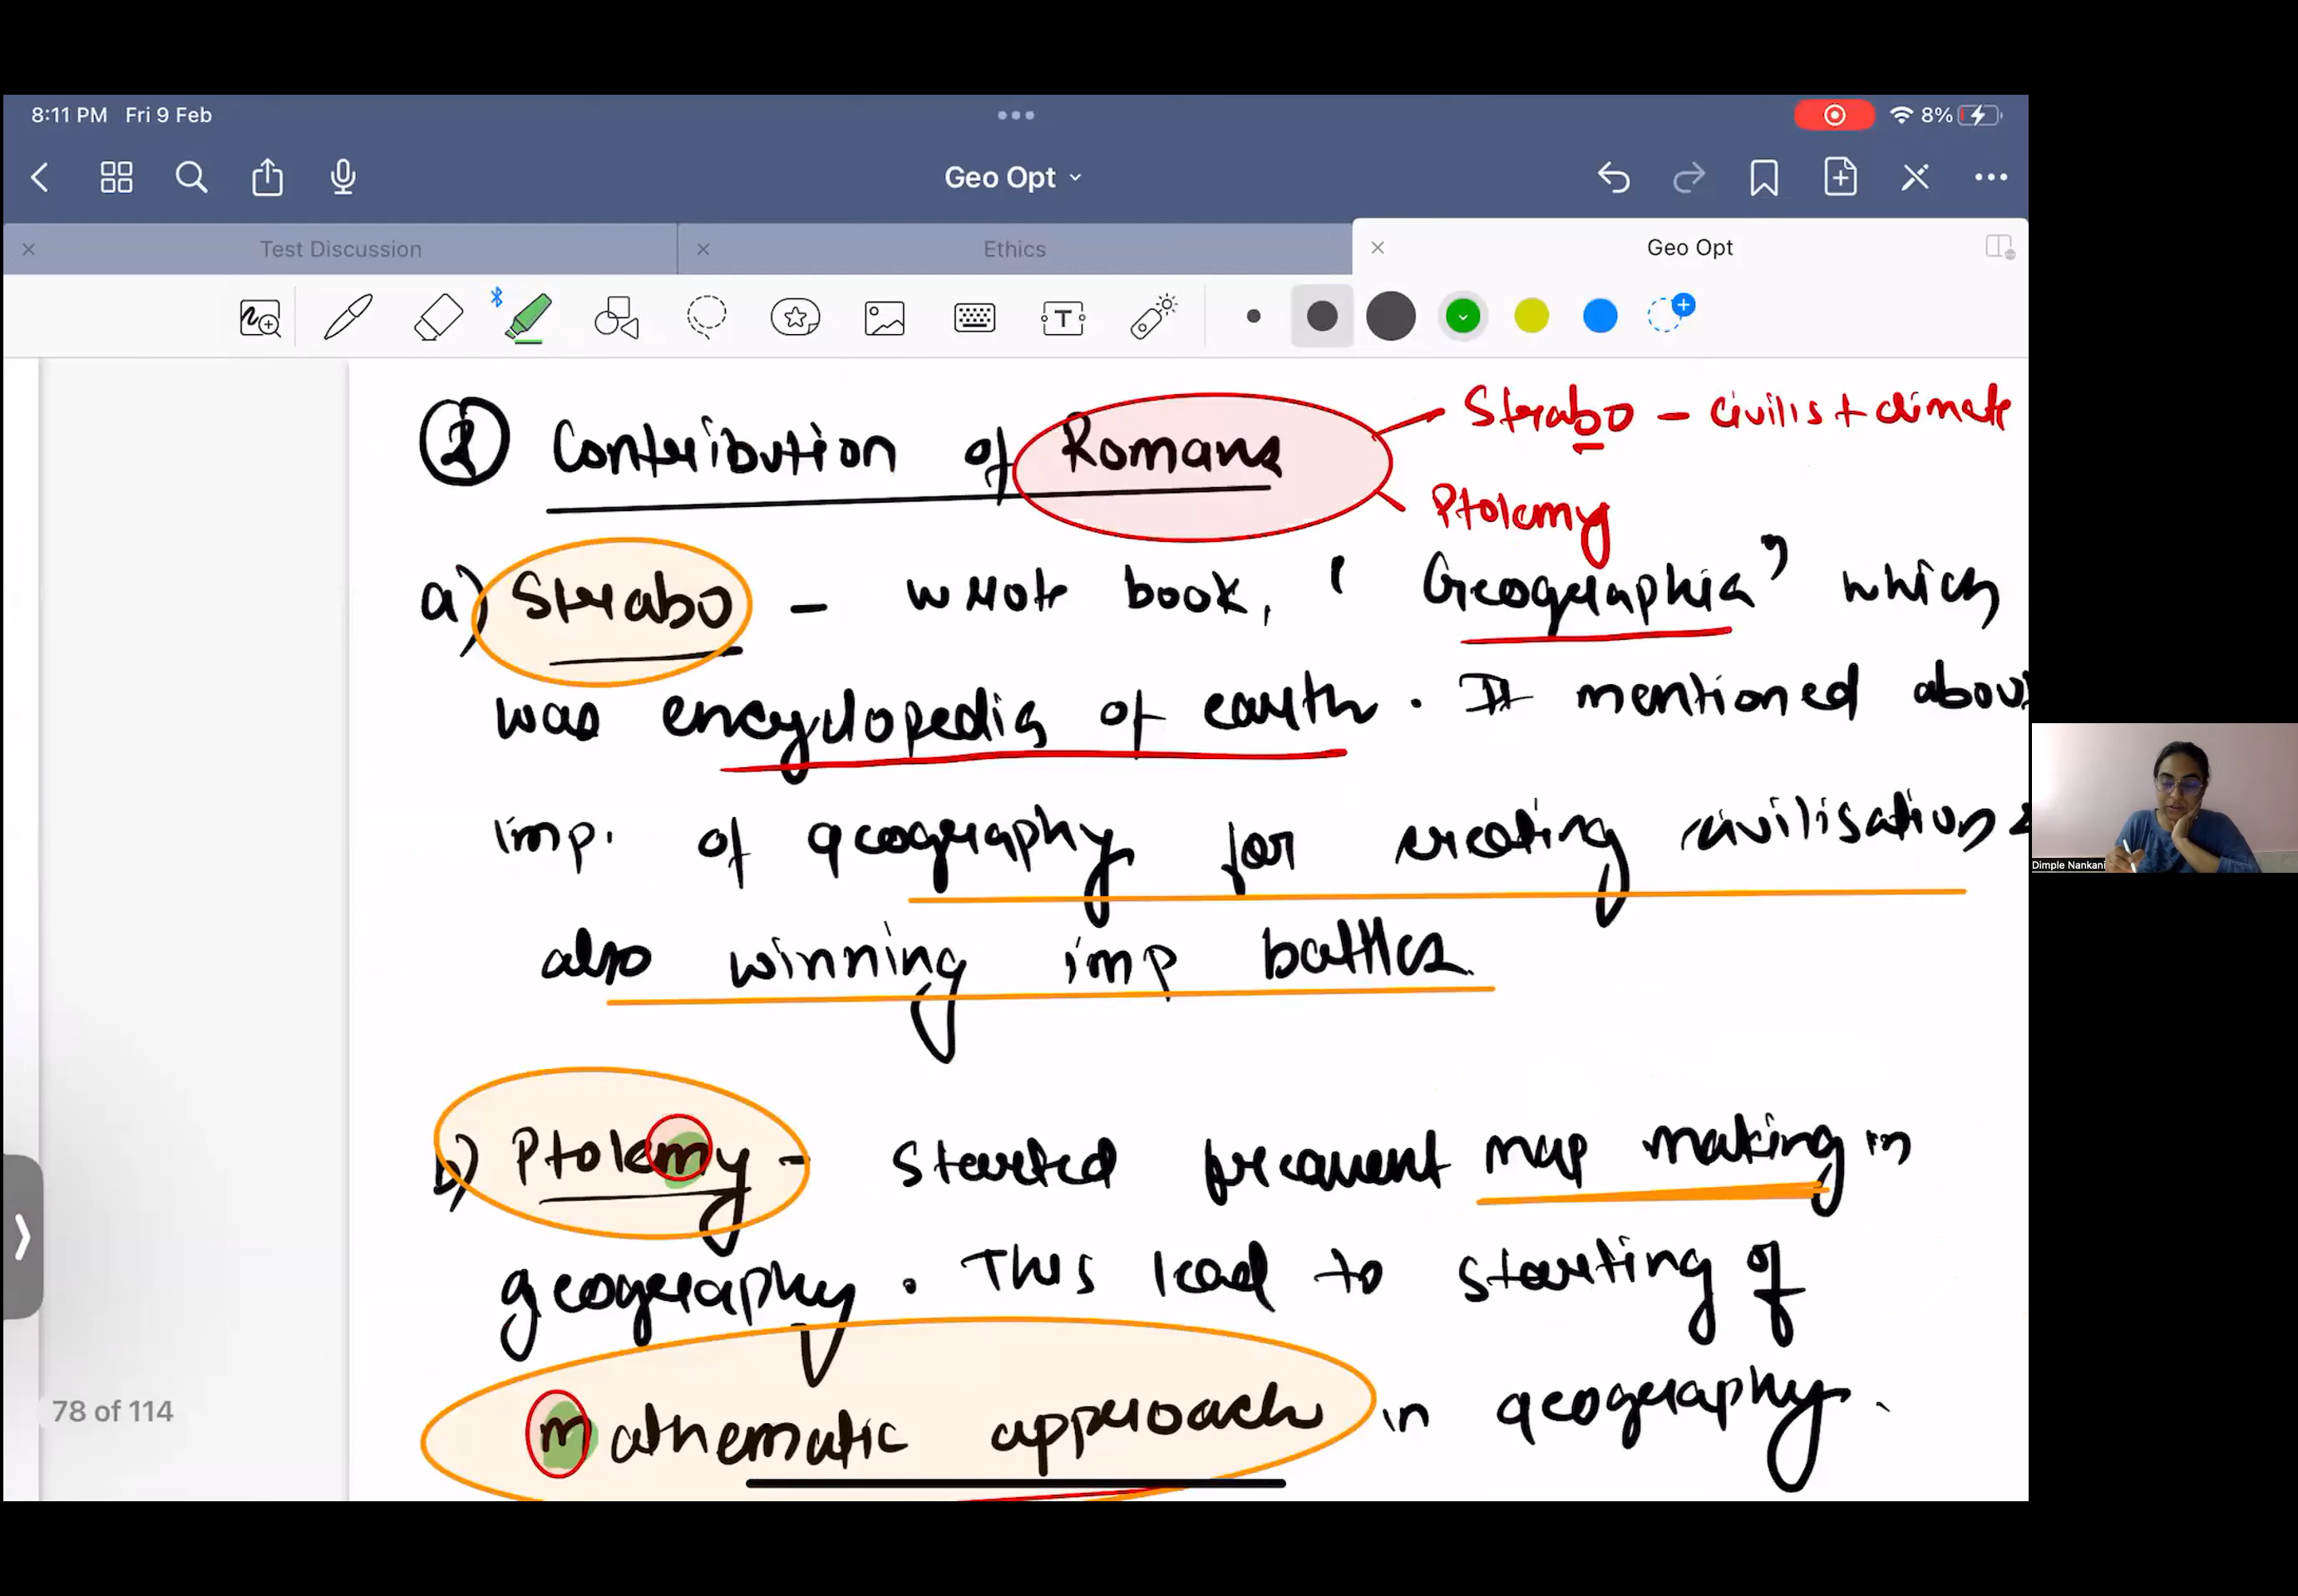 8:11 PM Fri 9 Feb
8%
Geo Opt
Test Discussion
Ethics
Geo Opt
② Contribution of Romans
Strabo - civilis + climate
Ptolemy
a) Strabo - wrote book, ' Geographia' which
was encyclopedia of earth. It mentioned about
imp. of geography for creating civilisation &
also winning imp battles
b) Ptolemy - started frequent map making in
geography. This lead to starting of
mathematic approach in geography.
78 of 114
Dimple Nankani